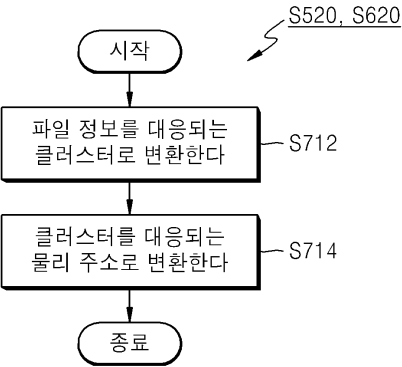 S520, S620
시작
파일 정보를 대응되는
클러스터로 변환한다
S712
클러스터를 대응되는
물리 주소로 변환한다
S714
종료